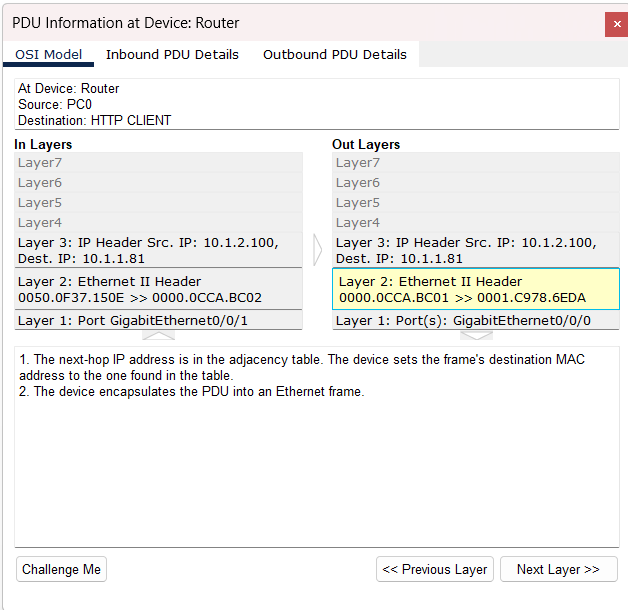 PDU Information at Device: Router
×
OSI Model
Inbound PDU Details
Outbound PDU Details
At Device: Router
Source: PC0
Destination: HTTP CLIENT
In Layers
Layer7
Layer6
Layer5
Layer4
Layer 3: IP Header Src. IP: 10.1.2.100,
Dest. IP: 10.1.1.81
Layer 2: Ethernet II Header
0050.0F37.150E >> 0000.0CCA.BC02
Layer 1: Port GigabitEthernet0/0/1
Out Layers
Layer7
Layer6
Layer5
Layer4
Layer 3: IP Header Src. IP: 10.1.2.100,
Dest. IP: 10.1.1.81
Layer 2: Ethernet II Header
0000.0CCA.BC01 >> 0001.C978.6EDA
Layer 1: Port(s): GigabitEthernet0/0/0
1. The next-hop IP address is in the adjacency table. The device sets the frame's destination MAC
address to the one found in the table.
2. The device encapsulates the PDU into an Ethernet frame.
Challenge Me
<< Previous Layer
Next Layer >>